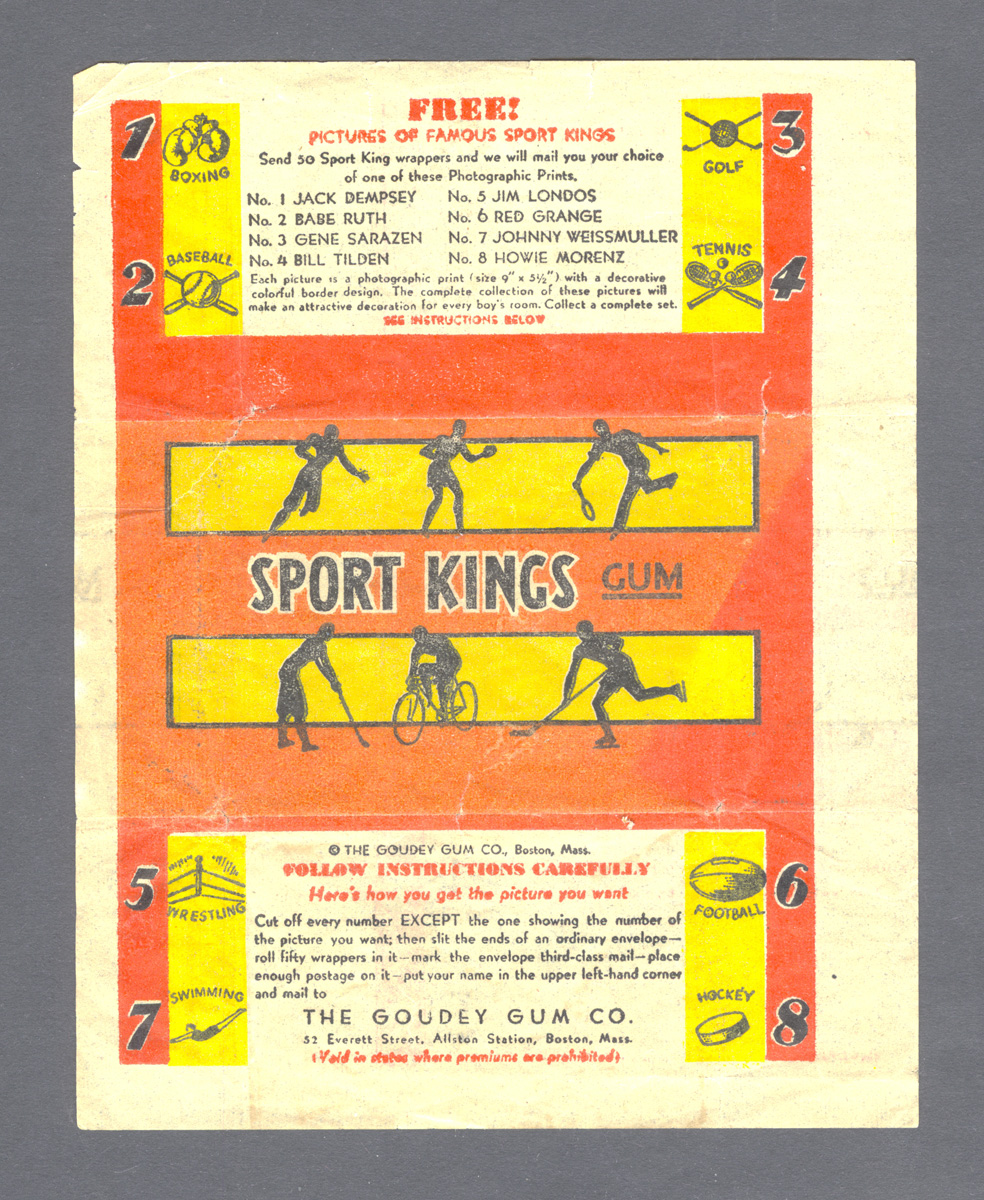 FREE!
PICTURES OF FAMOUS SPORT KINGS
Send 50 Sport King wrappers and we will mail you your choice
of one of these Photographic Prints.
No. 1 JACK DEMPSEY No. 5 JIM LONDOS
No. 2 BABE RUTH No. 6 RED GRANGE
No. 3 GENE SARAZEN No. 7 JOHNNY WEISSMULLER
No. 4 BILL TILDEN No. 8 HOWIE MORENZ
Each picture is a photographic print (size 9" x 5½") with a decorative
colorful border design. The complete collection of these pictures will
make an attractive decoration for every boy's room. Collect a complete set.
SEE INSTRUCTIONS BELOW
1
BOXING
2
BASEBALL
3
GOLF
4
TENNIS
SPORT KINGS GUM
© THE GOUDEY GUM CO., Boston, Mass.
FOLLOW INSTRUCTIONS CAREFULLY
Here's how you get the picture you want
Cut off every number EXCEPT the one showing the number of
the picture you want; then slit the ends of an ordinary envelope—
roll fifty wrappers in it—mark the envelope third-class mail—place
enough postage on it—put your name in the upper left-hand corner
and mail to
THE GOUDEY GUM CO.
52 Everett Street, Allston Station, Boston, Mass.
(Void in states where premiums are prohibited)
5
WRESTLING
7
SWIMMING
6
FOOTBALL
8
HOCKEY